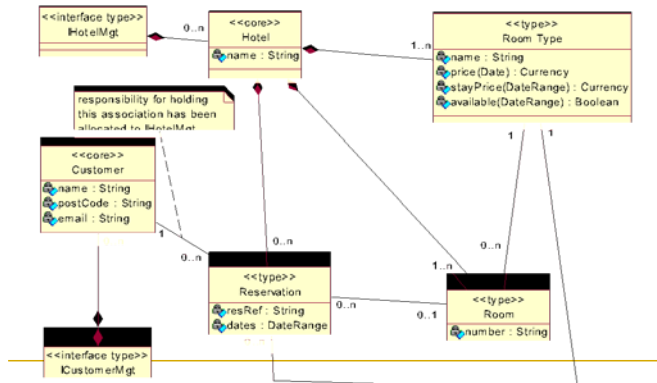 <<interface type>>
IHotelMgt
0..n
<<core>>
Hotel
name : String
1..n
<<type>>
Room Type
name : String
price(Date) : Currency
stayPrice(DateRange) : Currency
available(DateRange) : Boolean
responsibility for holding
this association has been
allocated to IHotelMgt
<<core>>
Customer
name : String
postCode : String
email : String
1
0..n
0..n
1
1
0..n
1..n
<<type>>
Reservation
resRef : String
dates : DateRange
0..n
0..1
<<type>>
Room
number : String
<<interface type>>
ICustomerMgt